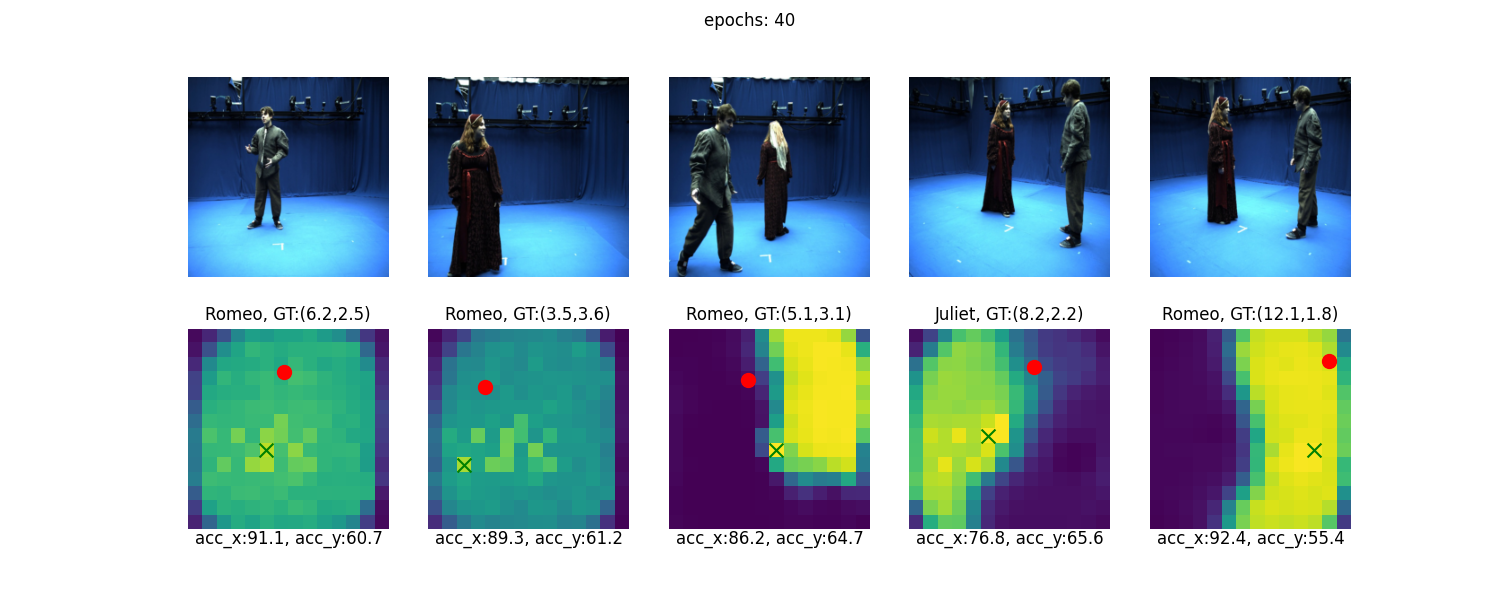 epochs: 40
Romeo, GT:(6.2,2.5)
Romeo, GT:(3.5,3.6)
Romeo, GT:(5.1,3.1)
Juliet, GT:(8.2,2.2)
Romeo, GT:(12.1,1.8)
acc_x:91.1, acc_y:60.7
acc_x:89.3, acc_y:61.2
acc_x:86.2, acc_y:64.7
acc_x:76.8, acc_y:65.6
acc_x:92.4, acc_y:55.4